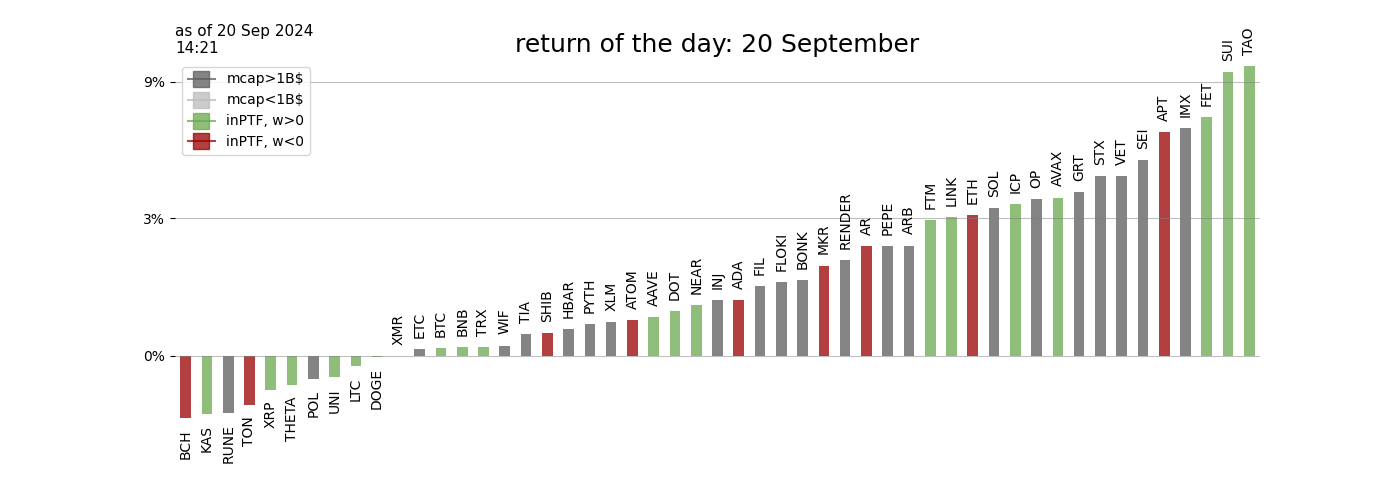 as of 20 Sep 2024
14:21
return of the day: 20 September
mcap>1B$
mcap<1B$
inPTF, w>0
inPTF, w<0
9%
3%
0%
BCH
KAS
RUNE
TON
XRP
THETA
POL
UNI
LTC
DOGE
XMR
ETC
BTC
BNB
TRX
WIF
TIA
SHIB
HBAR
PYTH
XLM
ATOM
AAVE
DOT
NEAR
INJ
ADA
FIL
FLOKI
BONK
MKR
RENDER
AR
PEPE
ARB
FTM
LINK
ETH
SOL
ICP
OP
AVAX
GRT
STX
VET
SEI
APT
IMX
FET
SUI
TAO